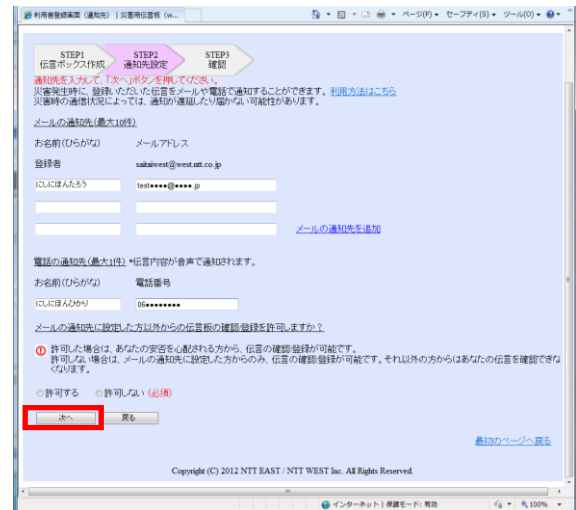 利用者登録画面（通知先）｜災害用伝言板（w...
ページ(P) セーフティ(S) ツール(O)
STEP1 STEP2 STEP3
伝言ボックス作成 通知先設定 確認
通知先を入力して、「次へ」ボタンを押してください。
災害発生時に、登録いただいた伝言をメールや電話で通知することができます。 利用方法はこちら
災害時の通信状況によっては、通知が遅延したり届かない可能性があります。
メールの通知先(最大10件)
お名前(ひらがな) メールアドレス
登録者 saitaiwest@west.ntt.co.jp
にしにほんたろう test●●●●@●●●●.jp
メールの通知先を追加
電話の通知先(最大1件) *伝言内容が音声で通知されます。
お名前(ひらがな) 電話番号
にしにほんひかり 06●●●●●●●●
メールの通知先に設定した方以外からの伝言板の確認/登録を許可しますか？
許可した場合は、あなたの安否を心配される方から、伝言の確認/登録が可能です。
許可しない場合は、メールの通知先に設定した方からのみ、伝言の確認/登録が可能です。それ以外の方からはあなたの伝言を確認できな
くなります。
許可する 許可しない (必須)
次へ 戻る
最初のページへ戻る
Copyright (C) 2012 NTT EAST / NTT WEST Inc. All Rights Reserved.
インターネット | 保護モード: 有効 100%